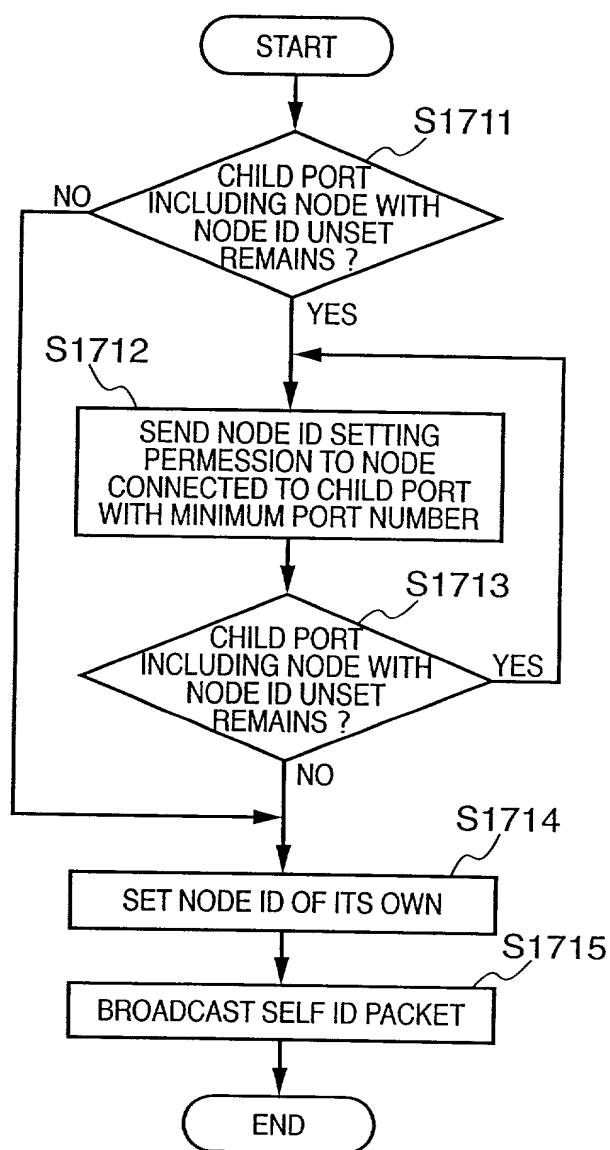 START
S1711
CHILD PORT
INCLUDING NODE WITH
NODE ID UNSET
REMAINS ?
NO
YES
S1712
SEND NODE ID SETTING
PERMESSION TO NODE
CONNECTED TO CHILD PORT
WITH MINIMUM PORT NUMBER
S1713
CHILD PORT
INCLUDING NODE WITH
NODE ID UNSET
REMAINS ?
YES
NO
S1714
SET NODE ID OF ITS OWN
S1715
BROADCAST SELF ID PACKET
END